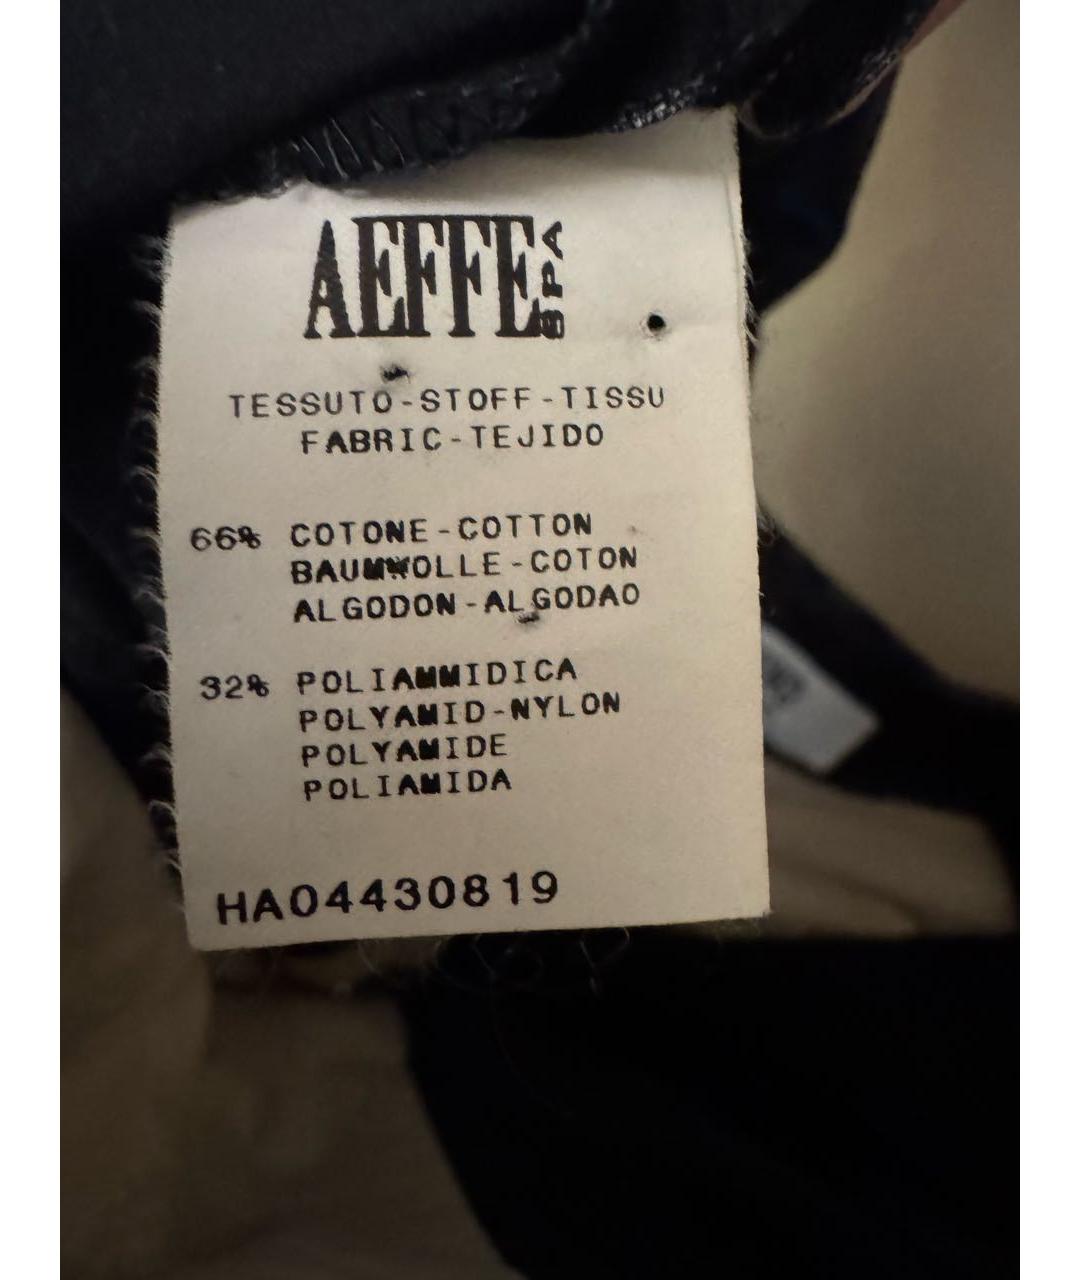 AEFFE SPA
TESSUTO-STOFF-TISSU
FABRIC-TEJIDO
66% COTONE-COTTON
BAUMWOLLE-COTON
ALGODON-ALGODAO
32% POLIAMMIDICA
POLYAMID-NYLON
POLYAMIDE
POLIAMIDA
HA04430819